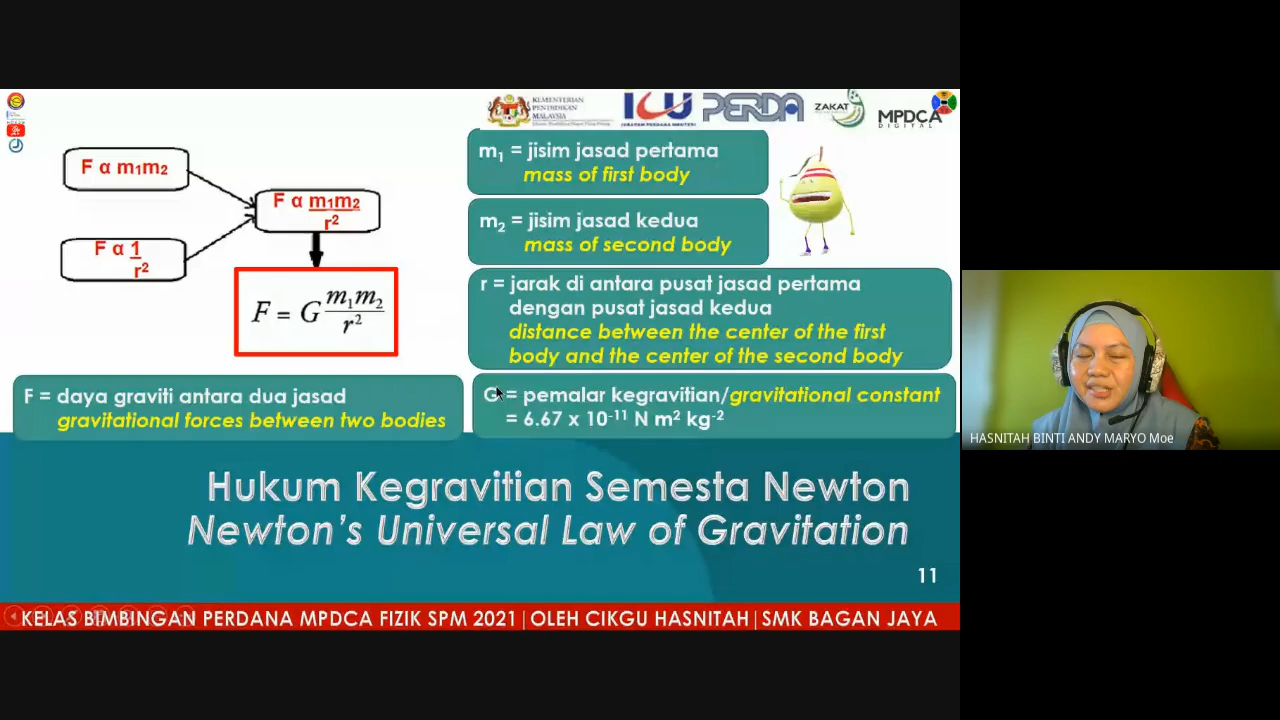 KEMENTERIAN
PENDIDIKAN
MALAYSIA
ICU
PERDA
ZAKAT
MPDCA
DIGITAL
F α m₁m₂
F α 1
r²
F α m₁m₂
r²
F = G m₁m₂
r²
m₁ = jisim jasad pertama
mass of first body
m₂ = jisim jasad kedua
mass of second body
r = jarak di antara pusat jasad pertama
dengan pusat jasad kedua
distance between the center of the first
body and the center of the second body
F = daya graviti antara dua jasad
gravitational forces between two bodies
G = pemalar kegravitian/gravitational constant
= 6.67 x 10⁻¹¹ N m² kg⁻²
Hukum Kegravitian Semesta Newton
Newton's Universal Law of Gravitation
11
KELAS BIMBINGAN PERDANA MPDCA FIZIK SPM 2021|OLEH CIKGU HASNITAH|SMK BAGAN JAYA
HASNITAH BINTI ANDY MARYO Moe